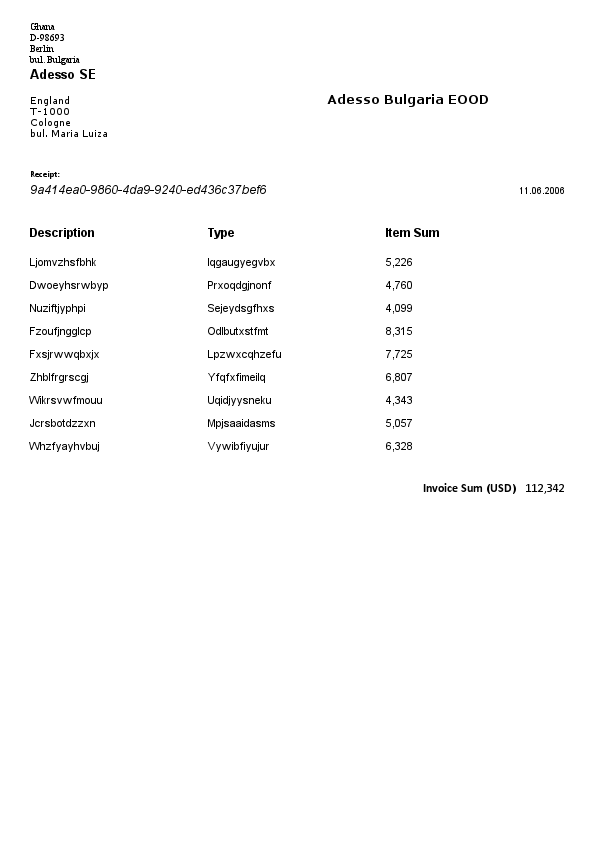 Ghana
D-98693
Berlin
bul. Bulgaria
Adesso SE
England
T-1000
Cologne
bul. Maria Luiza
Adesso Bulgaria EOOD
Receipt:
9a414ea0-9860-4da9-9240-ed436c37bef6
11.06.2006
Description Type Item Sum
Ljomvzhsfbhk Iqgaugyegvbx 5,226
Dwoeyhsrwbyp Prxoqdgjnonf 4,760
Nuziftjyphpi Sejeydsgfhxs 4,099
Fzoufjngglcp Odlbutxstfmt 8,315
Fxsjrwwqbxjx Lpzwxcqhzefu 7,725
Zhblfrgrscgj Yfqfxfimeilq 6,807
Wikrsvwfmouu Uqidjyysneku 4,343
Jcrsbotdzzxn Mpjsaaidasms 5,057
Whzfyayhvbuj Vywibfiyujur 6,328
Invoice Sum (USD) 112,342